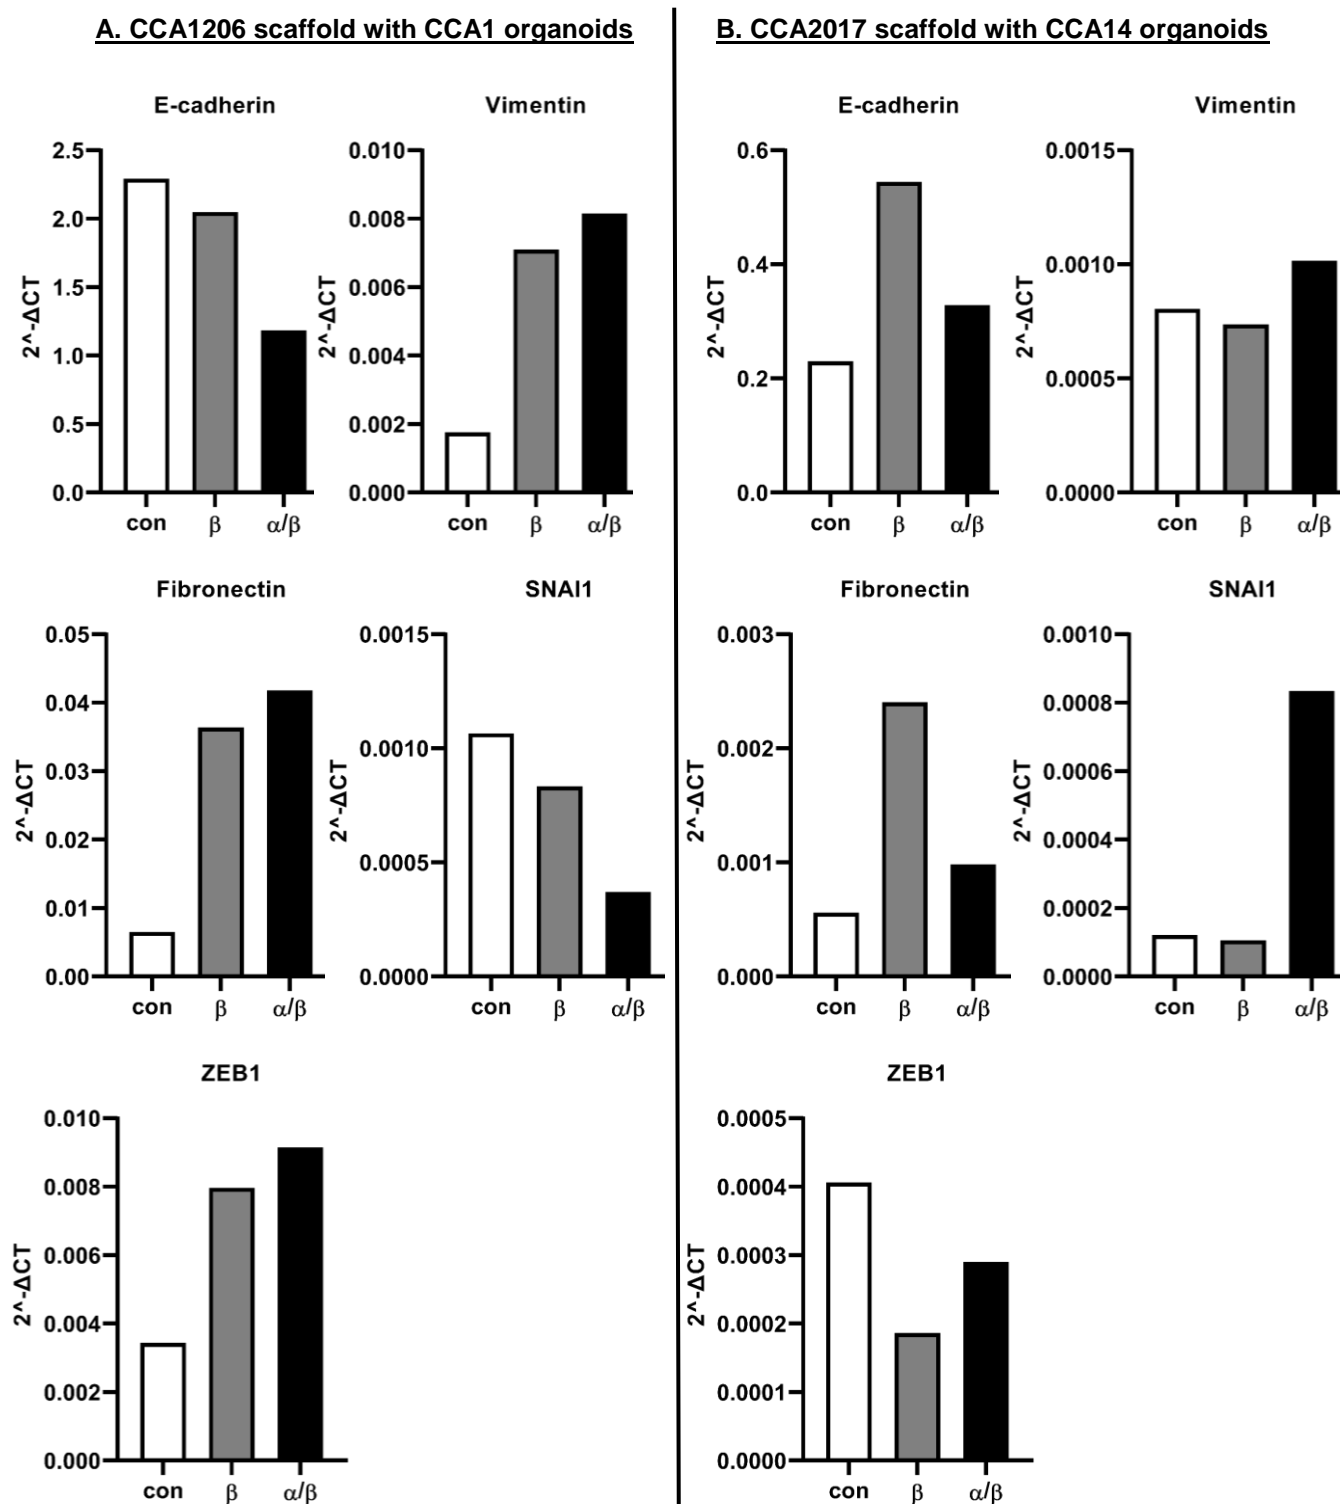 A. CCA1206 scaffold with CCA1 organoids
E-cadherin
2^-ΔCT
2.5
2.0
1.5
1.0
0.5
0.0
con β α/β
Vimentin
2^-ΔCT
0.010
0.008
0.006
0.004
0.002
0.000
con β α/β
Fibronectin
2^-ΔCT
0.05
0.04
0.03
0.02
0.01
0.00
con β α/β
SNAI1
2^-ΔCT
0.0015
0.0010
0.0005
0.0000
con β α/β
ZEB1
2^-ΔCT
0.010
0.008
0.006
0.004
0.002
0.000
con β α/β
B. CCA2017 scaffold with CCA14 organoids
E-cadherin
2^-ΔCT
0.6
0.4
0.2
0.0
con β α/β
Vimentin
2^-ΔCT
0.0015
0.0010
0.0005
0.0000
con β α/β
Fibronectin
2^-ΔCT
0.003
0.002
0.001
0.000
con β α/β
SNAI1
2^-ΔCT
0.0010
0.0008
0.0006
0.0004
0.0002
0.0000
con β α/β
ZEB1
2^-ΔCT
0.0005
0.0004
0.0003
0.0002
0.0001
0.0000
con β α/β